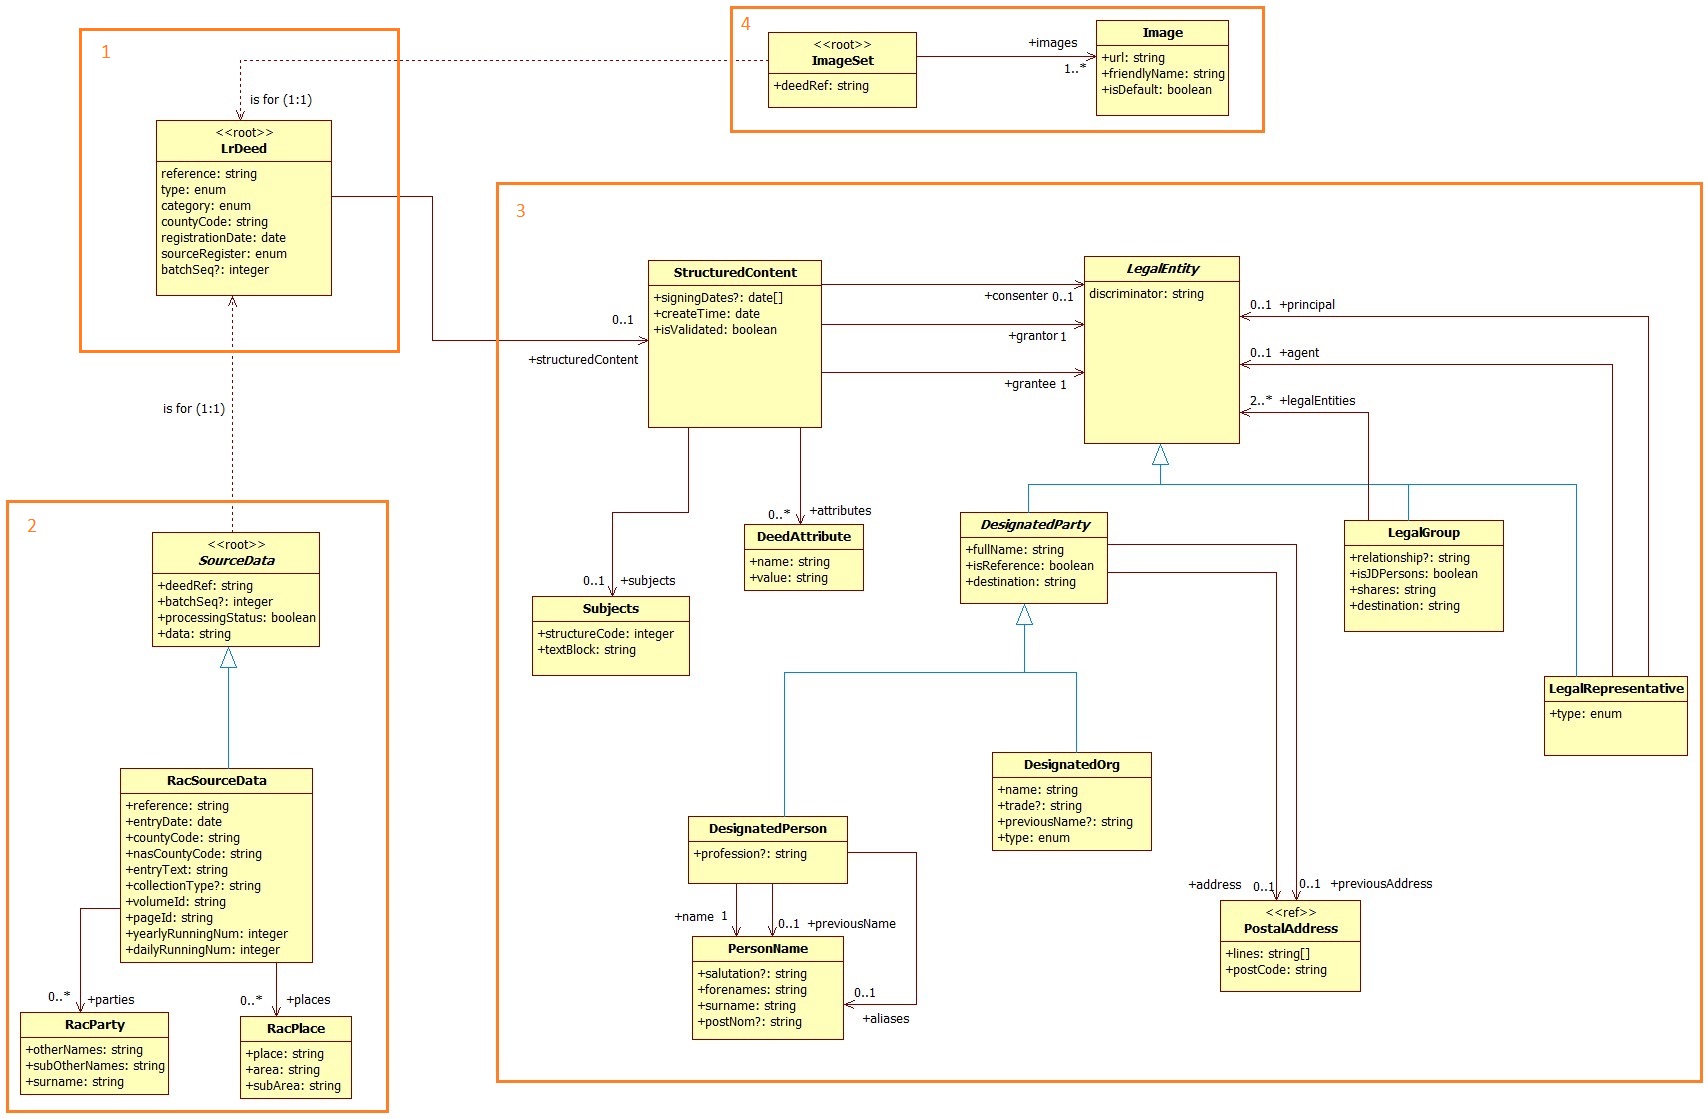 1
is for (1:1)
<<root>>
LrDeed
reference: string
type: enum
category: enum
countyCode: string
registrationDate: date
sourceRegister: enum
batchSeq?: integer
4
<<root>>
ImageSet
+deedRef: string
+images
1..*
Image
+url: string
+friendlyName: string
+isDefault: boolean
is for (1:1)
2
<<root>>
SourceData
+deedRef: string
+batchSeq?: integer
+processingStatus: boolean
+data: string
RacSourceData
+reference: string
+entryDate: date
+countyCode: string
+nasCountyCode: string
+entryText: string
+collectionType?: string
+volumeId: string
+pageId: string
+yearlyRunningNum: integer
+dailyRunningNum: integer
0..* +parties
0..* +places
RacParty
+otherNames: string
+subOtherNames: string
+surname: string
RacPlace
+place: string
+area: string
+subArea: string
3
0..1
+structuredContent
StructuredContent
+signingDates?: date[]
+createTime: date
+isValidated: boolean
+consenter 0..1
+grantor 1
+grantee 1
LegalEntity
discriminator: string
0..1 +principal
0..1 +agent
2..* +legalEntities
0..* +attributes
DeedAttribute
+name: string
+value: string
0..1 +subjects
Subjects
+structureCode: integer
+textBlock: string
DesignatedParty
+fullName: string
+isReference: boolean
+destination: string
LegalGroup
+relationship?: string
+isJDPersons: boolean
+shares: string
+destination: string
LegalRepresentative
+type: enum
DesignatedOrg
+name: string
+trade?: string
+previousName?: string
+type: enum
DesignatedPerson
+profession?: string
+name 1
0..1 +previousName
PersonName
+salutation?: string
+forenames: string
+surname: string
+postNom?: string
0..1
+aliases
+address 0..1
0..1 +previousAddress
<<ref>>
PostalAddress
+lines: string[]
+postCode: string